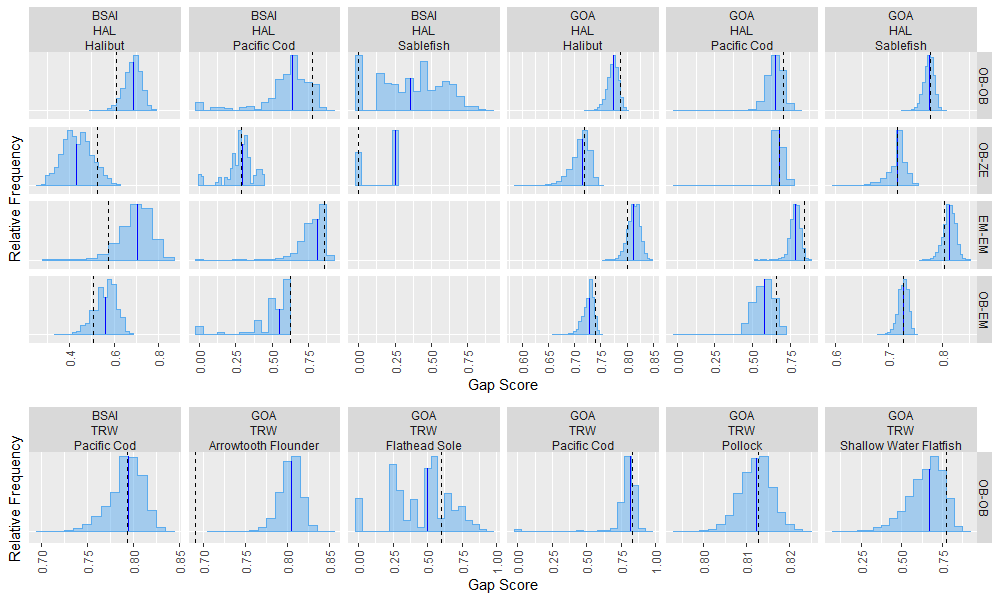 BSAI BSAI BSAI GOA GOA GOA
HAL HAL HAL HAL HAL HAL
Halibut Pacific Cod Sablefish Halibut Pacific Cod Sablefish
OB-OB
OB-ZE
EM-EM
OB-EM
Relative Frequency
0.4 0.6 0.8 0.00 0.25 0.50 0.75 0.00 0.25 0.50 0.75 0.60 0.65 0.70 0.75 0.80 0.85 0.00 0.25 0.50 0.75 0.6 0.7 0.8
Gap Score
BSAI GOA GOA GOA GOA GOA
TRW TRW TRW TRW TRW TRW
Pacific Cod Arrowtooth Flounder Flathead Sole Pacific Cod Pollock Shallow Water Flatfish
OB-OB
Relative Frequency
0.70 0.75 0.80 0.85 0.70 0.75 0.80 0.85 0.00 0.25 0.50 0.75 1.00 0.00 0.25 0.50 0.75 1.00 0.80 0.81 0.82 0.25 0.50 0.75
Gap Score